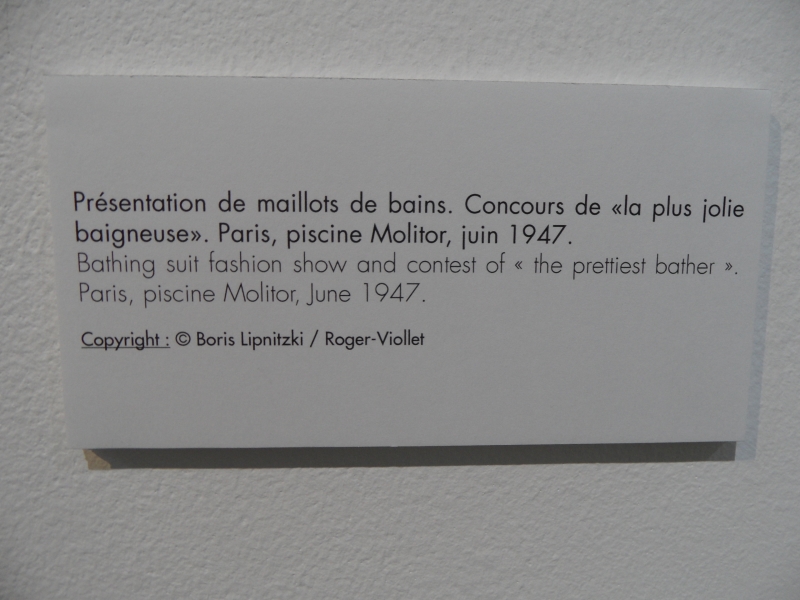 Présentation de maillots de bains. Concours de «la plus jolie
baigneuse». Paris, piscine Molitor, juin 1947.
Bathing suit fashion show and contest of « the prettiest bather ».
Paris, piscine Molitor, June 1947.
Copyright : © Boris Lipnitzki / Roger-Viollet